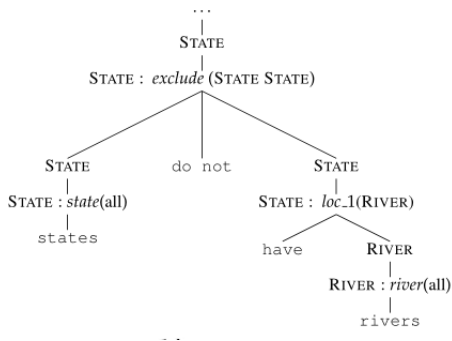 ...
STATE
STATE : exclude (STATE STATE)
STATE do not STATE
STATE : state(all) STATE : loc_1(RIVER)
states
have RIVER
RIVER : river(all)
rivers